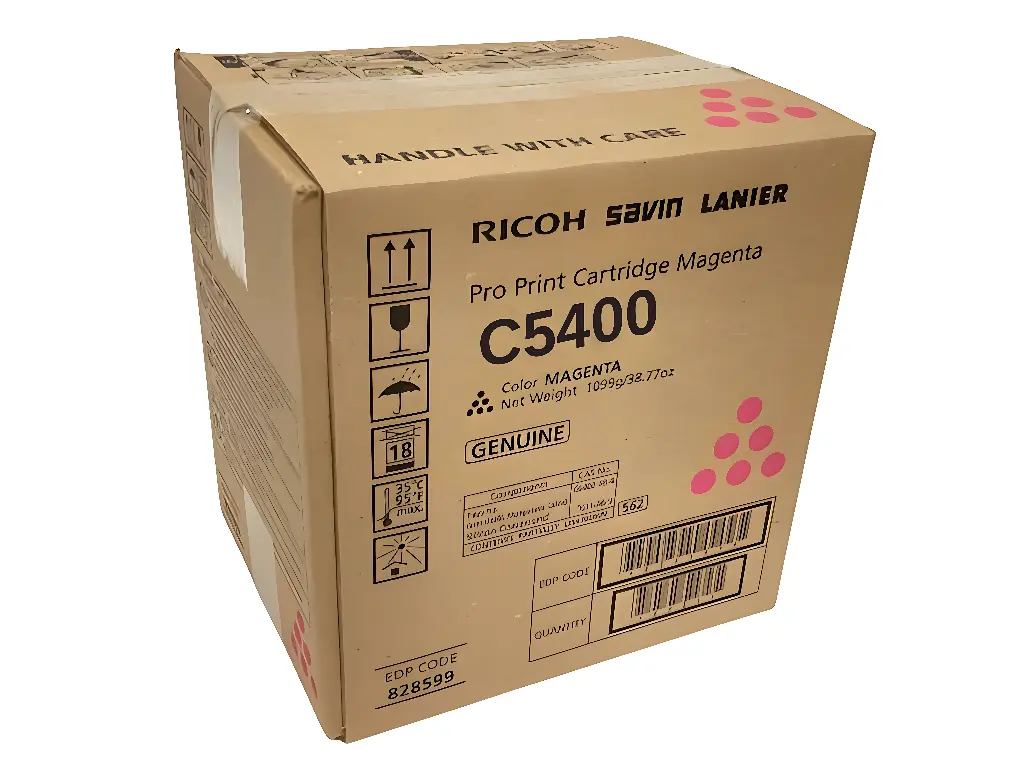 HANDLE WITH CARE
RICOH SAVIN LANIER
Pro Print Cartridge Magenta
C5400
Color MAGENTA
Net Weight 1099g/38.77oz
GENUINE
18
35°C
95°F
max.
562
EDP CODE
QUANTITY
EDP CODE
828599